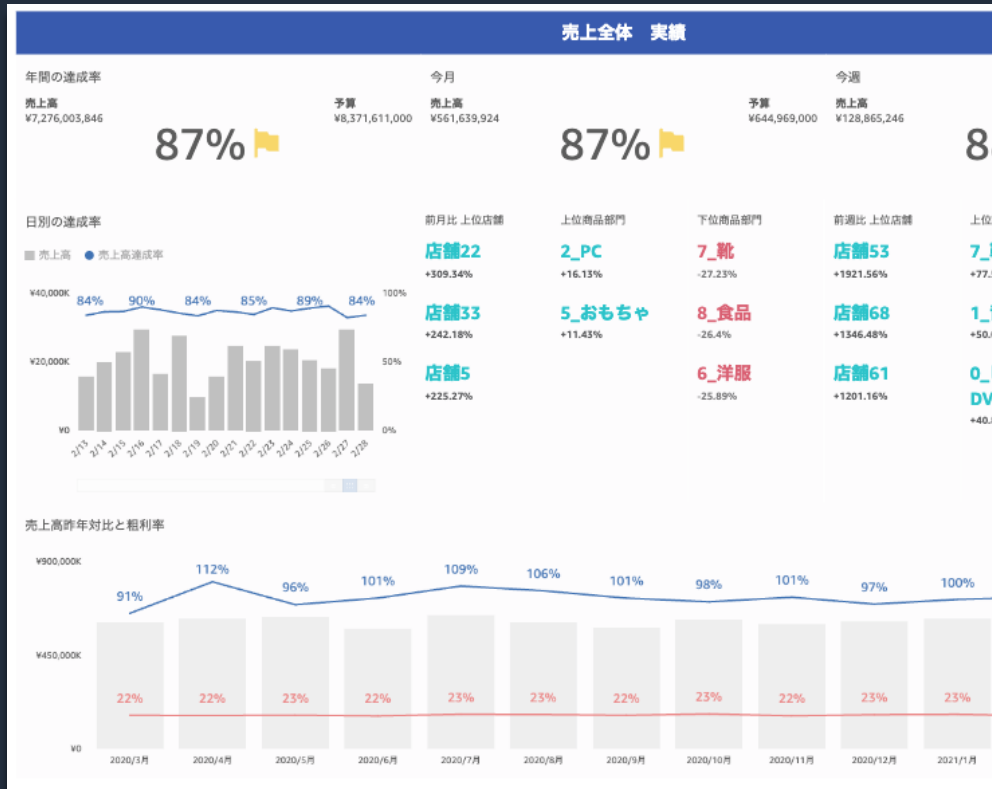 売上全体　実績
年間の達成率
売上高
¥7,276,003,846
予算
¥8,371,611,000
87%
今月
売上高
¥561,639,924
予算
¥644,969,000
87%
今週
売上高
¥128,865,246
日別の達成率
売上高
売上高達成率
¥40,000K
¥20,000K
¥0
100%
50%
0%
84%
90%
84%
85%
89%
84%
2/13
2/14
2/15
2/16
2/17
2/18
2/19
2/20
2/21
2/22
2/23
2/24
2/25
2/26
2/27
2/28
前月比 上位店舗
店舗22
+309.34%
店舗33
+242.18%
店舗5
+225.27%
上位商品部門
2_PC
+16.13%
5_おもちゃ
+11.43%
下位商品部門
7_靴
-27.23%
8_食品
-26.4%
6_洋服
-25.89%
前週比 上位店舗
店舗53
+1921.56%
店舗68
+1346.48%
店舗61
+1201.16%
上位
7_
+77.
1_
+50.
0_
DV
+40.
売上高昨年対比と粗利率
¥900,000K
¥450,000K
¥0
91%
112%
96%
101%
109%
106%
101%
98%
101%
97%
100%
22%
22%
23%
22%
23%
23%
22%
23%
22%
23%
23%
2020/3月
2020/4月
2020/5月
2020/6月
2020/7月
2020/8月
2020/9月
2020/10月
2020/11月
2020/12月
2021/1月